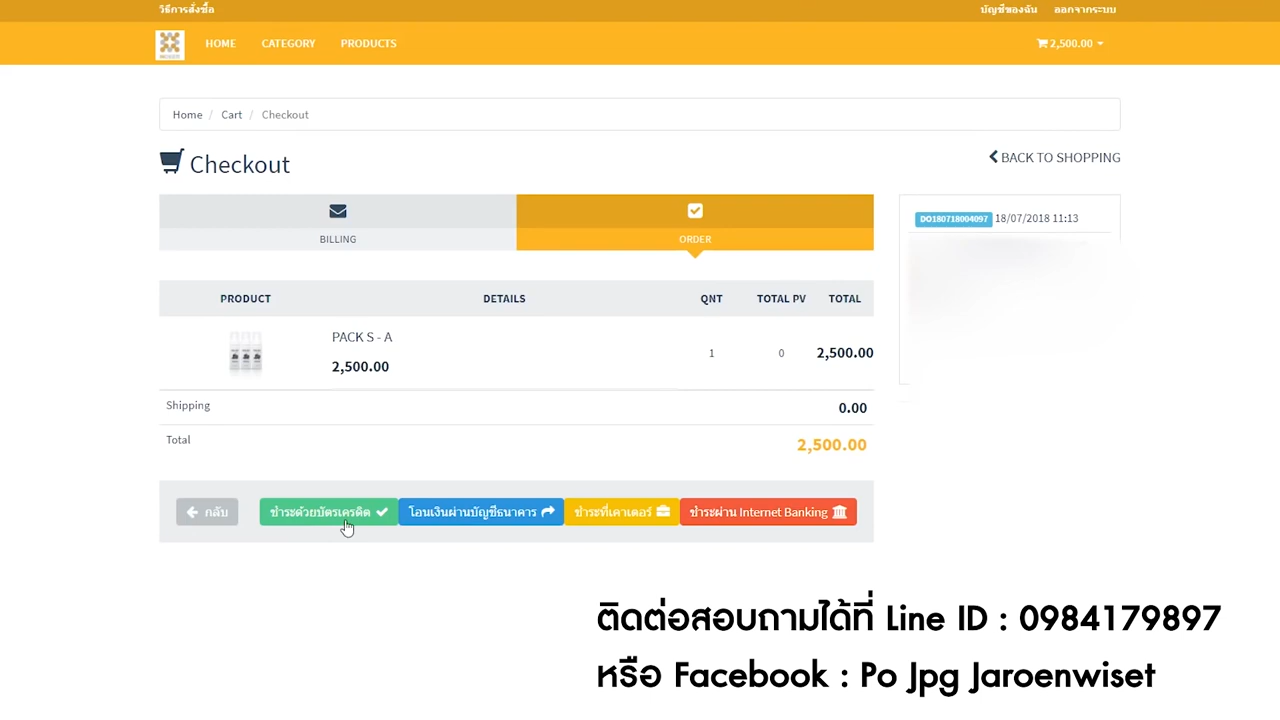 วิธีการสั่งซื้อ
บัญชีของฉัน ออกจากระบบ
HOME CATEGORY PRODUCTS
2,500.00
Home / Cart / Checkout
Checkout
BACK TO SHOPPING
BILLING
ORDER
DO180718004097 18/07/2018 11:13
PRODUCT DETAILS QNT TOTAL PV TOTAL
PACK S - A
2,500.00
1 0 2,500.00
Shipping 0.00
Total 2,500.00
กลับ ชำระด้วยบัตรเครดิต โอนเงินผ่านบัญชีธนาคาร ชำระที่เคาเตอร์ ชำระผ่าน Internet Banking
ติดต่อสอบถามได้ที่ Line ID : 0984179897
หรือ Facebook : Po Jpg Jaroenwiset